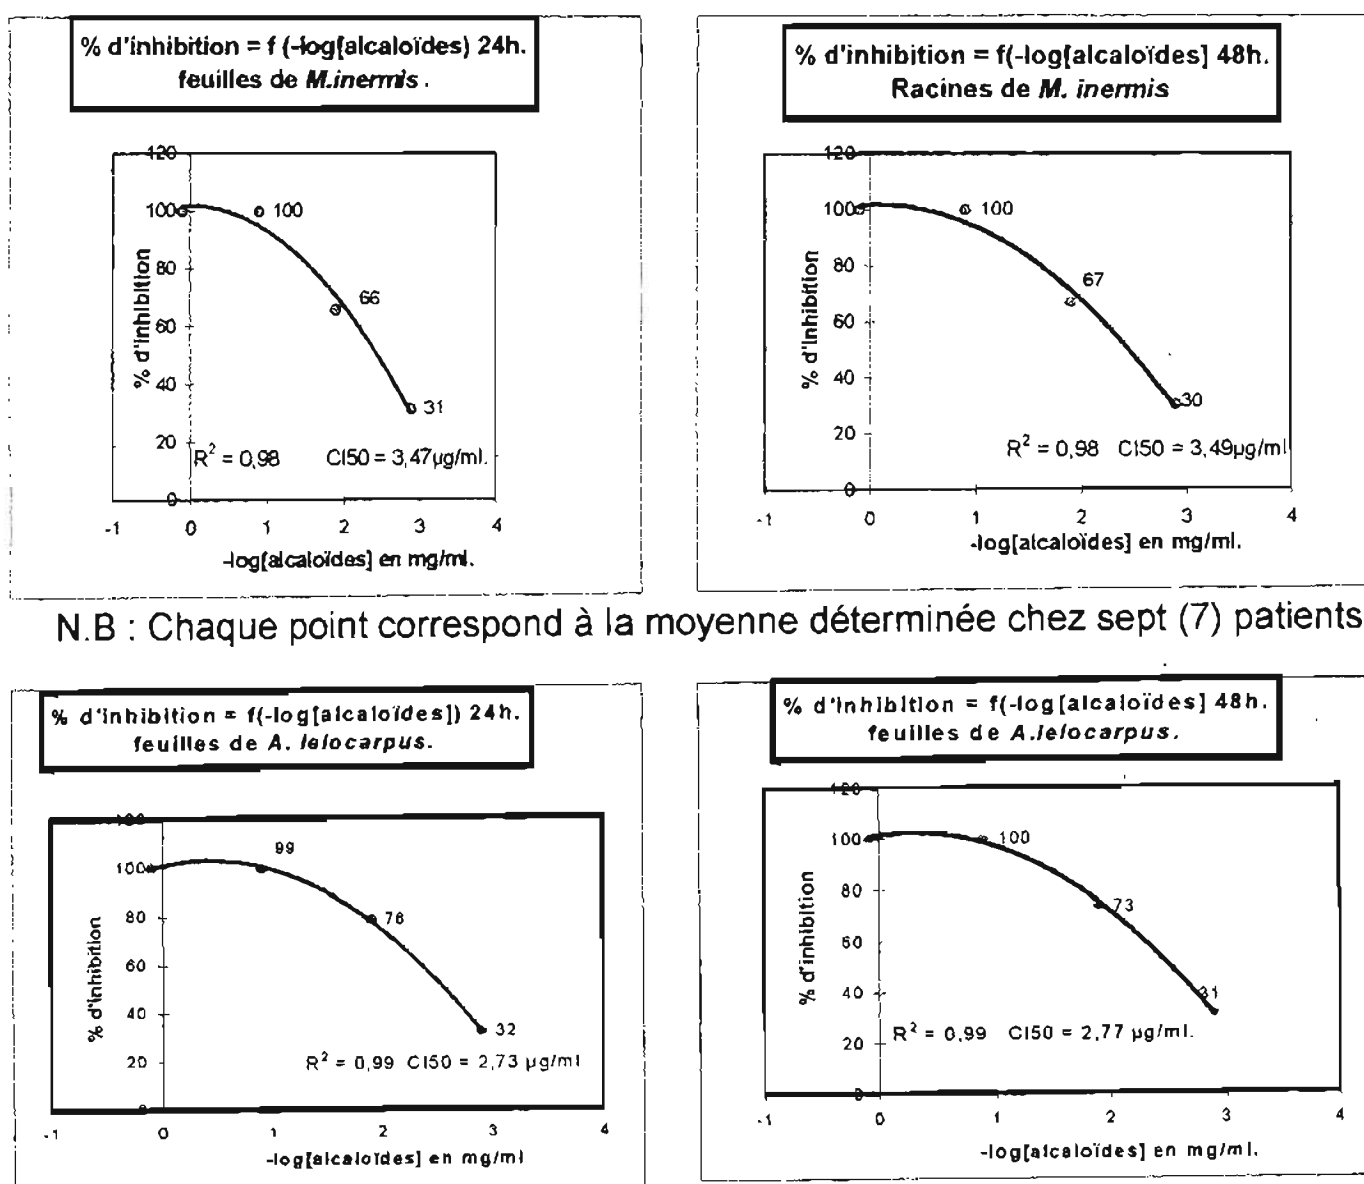 % d'inhibition = f (-log[alcaloïdes) 24h.
feuilles de M.inermis .
120
100
80
60
40
20
0
% d'inhibition
100
66
31
R² = 0,98 CI50 = 3,47µg/ml.
-1 0 1 2 3 4
-log[alcaloïdes] en mg/ml.
% d'inhibition = f(-log[alcaloïdes] 48h.
Racines de M. inermis
120
100
80
60
40
20
0
% d'inhibition
100
67
30
R² = 0,98 CI50 = 3,49µg/ml
-1 0 1 2 3 4
-log[alcaloïdes] en mg/ml.
N.B : Chaque point correspond à la moyenne déterminée chez sept (7) patients
% d'inhibition = f(-log[alcaloïdes]) 24h.
feuilles de A. leiocarpus.
100
80
60
40
20
0
% d'inhibition
99
76
32
R² = 0,99 CI50 = 2,73 µg/ml
-1 0 1 2 3 4
-log[alcaloïdes] en mg/ml
% d'inhibition = f(-log[alcaloïdes] 48h.
feuilles de A.leiocarpus.
120
100
80
60
40
20
0
% d'inhibition
100
73
31
R² = 0,99 CI50 = 2,77 µg/ml.
-1 0 1 2 3 4
-log[alcaloïdes] en mg/ml.